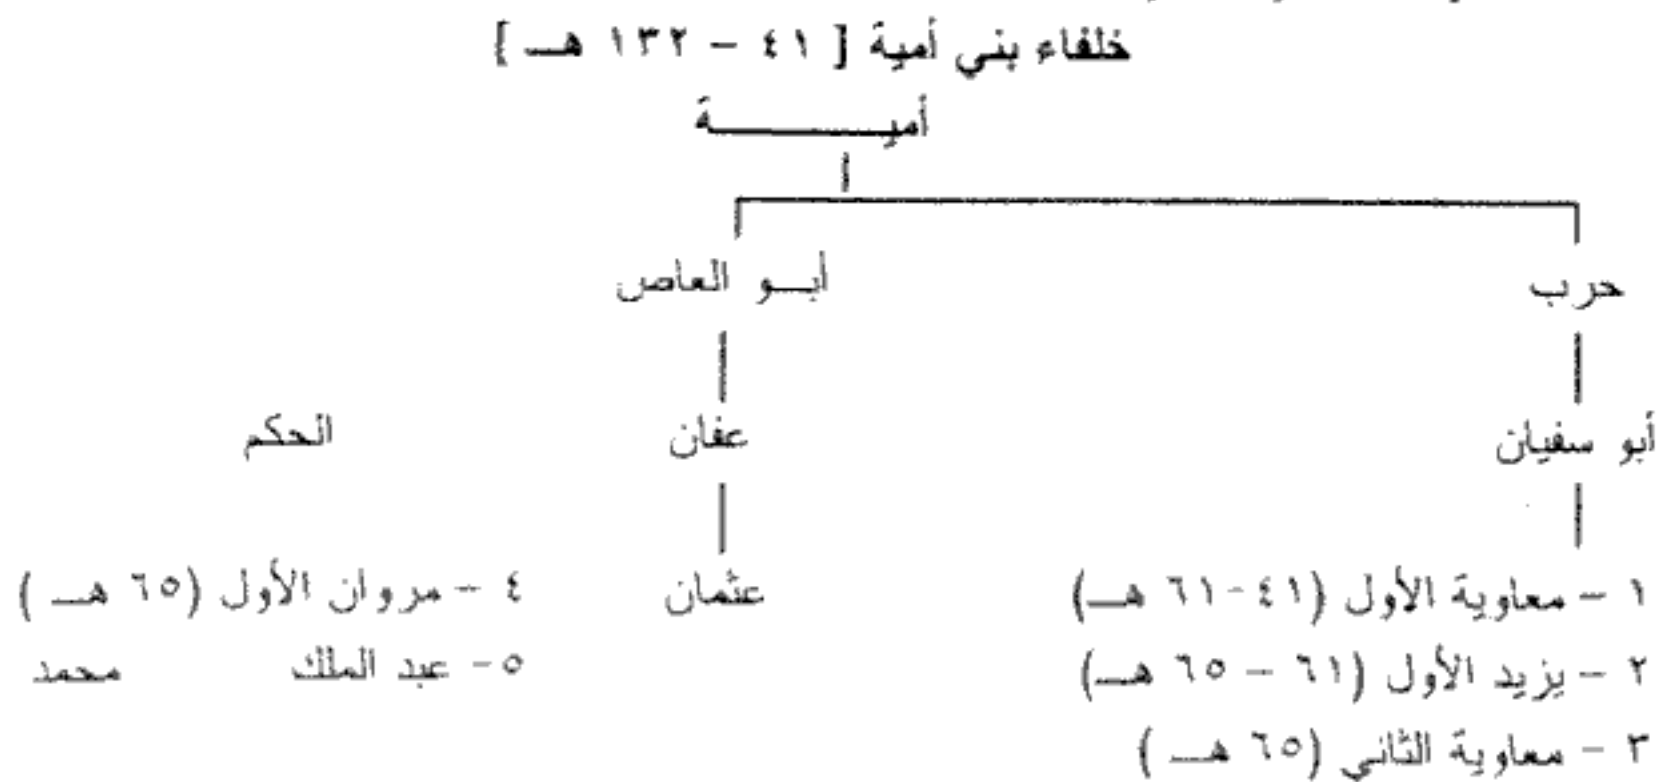 خلفاء بني أمية [ ٤١ – ١٣٢ هـ ]
أميـــة
حرب أبـو العاص
أبو سفيان عفان الحكم
١ – معاوية الأول (٤١-٦١ هـ) عثمان ٤ – مروان الأول (٦٥ هـ )
٢ – يزيد الأول (٦١ – ٦٥ هـ) ٥- عبد الملك محمد
٣ – معاوية الثاني (٦٥ هـ )